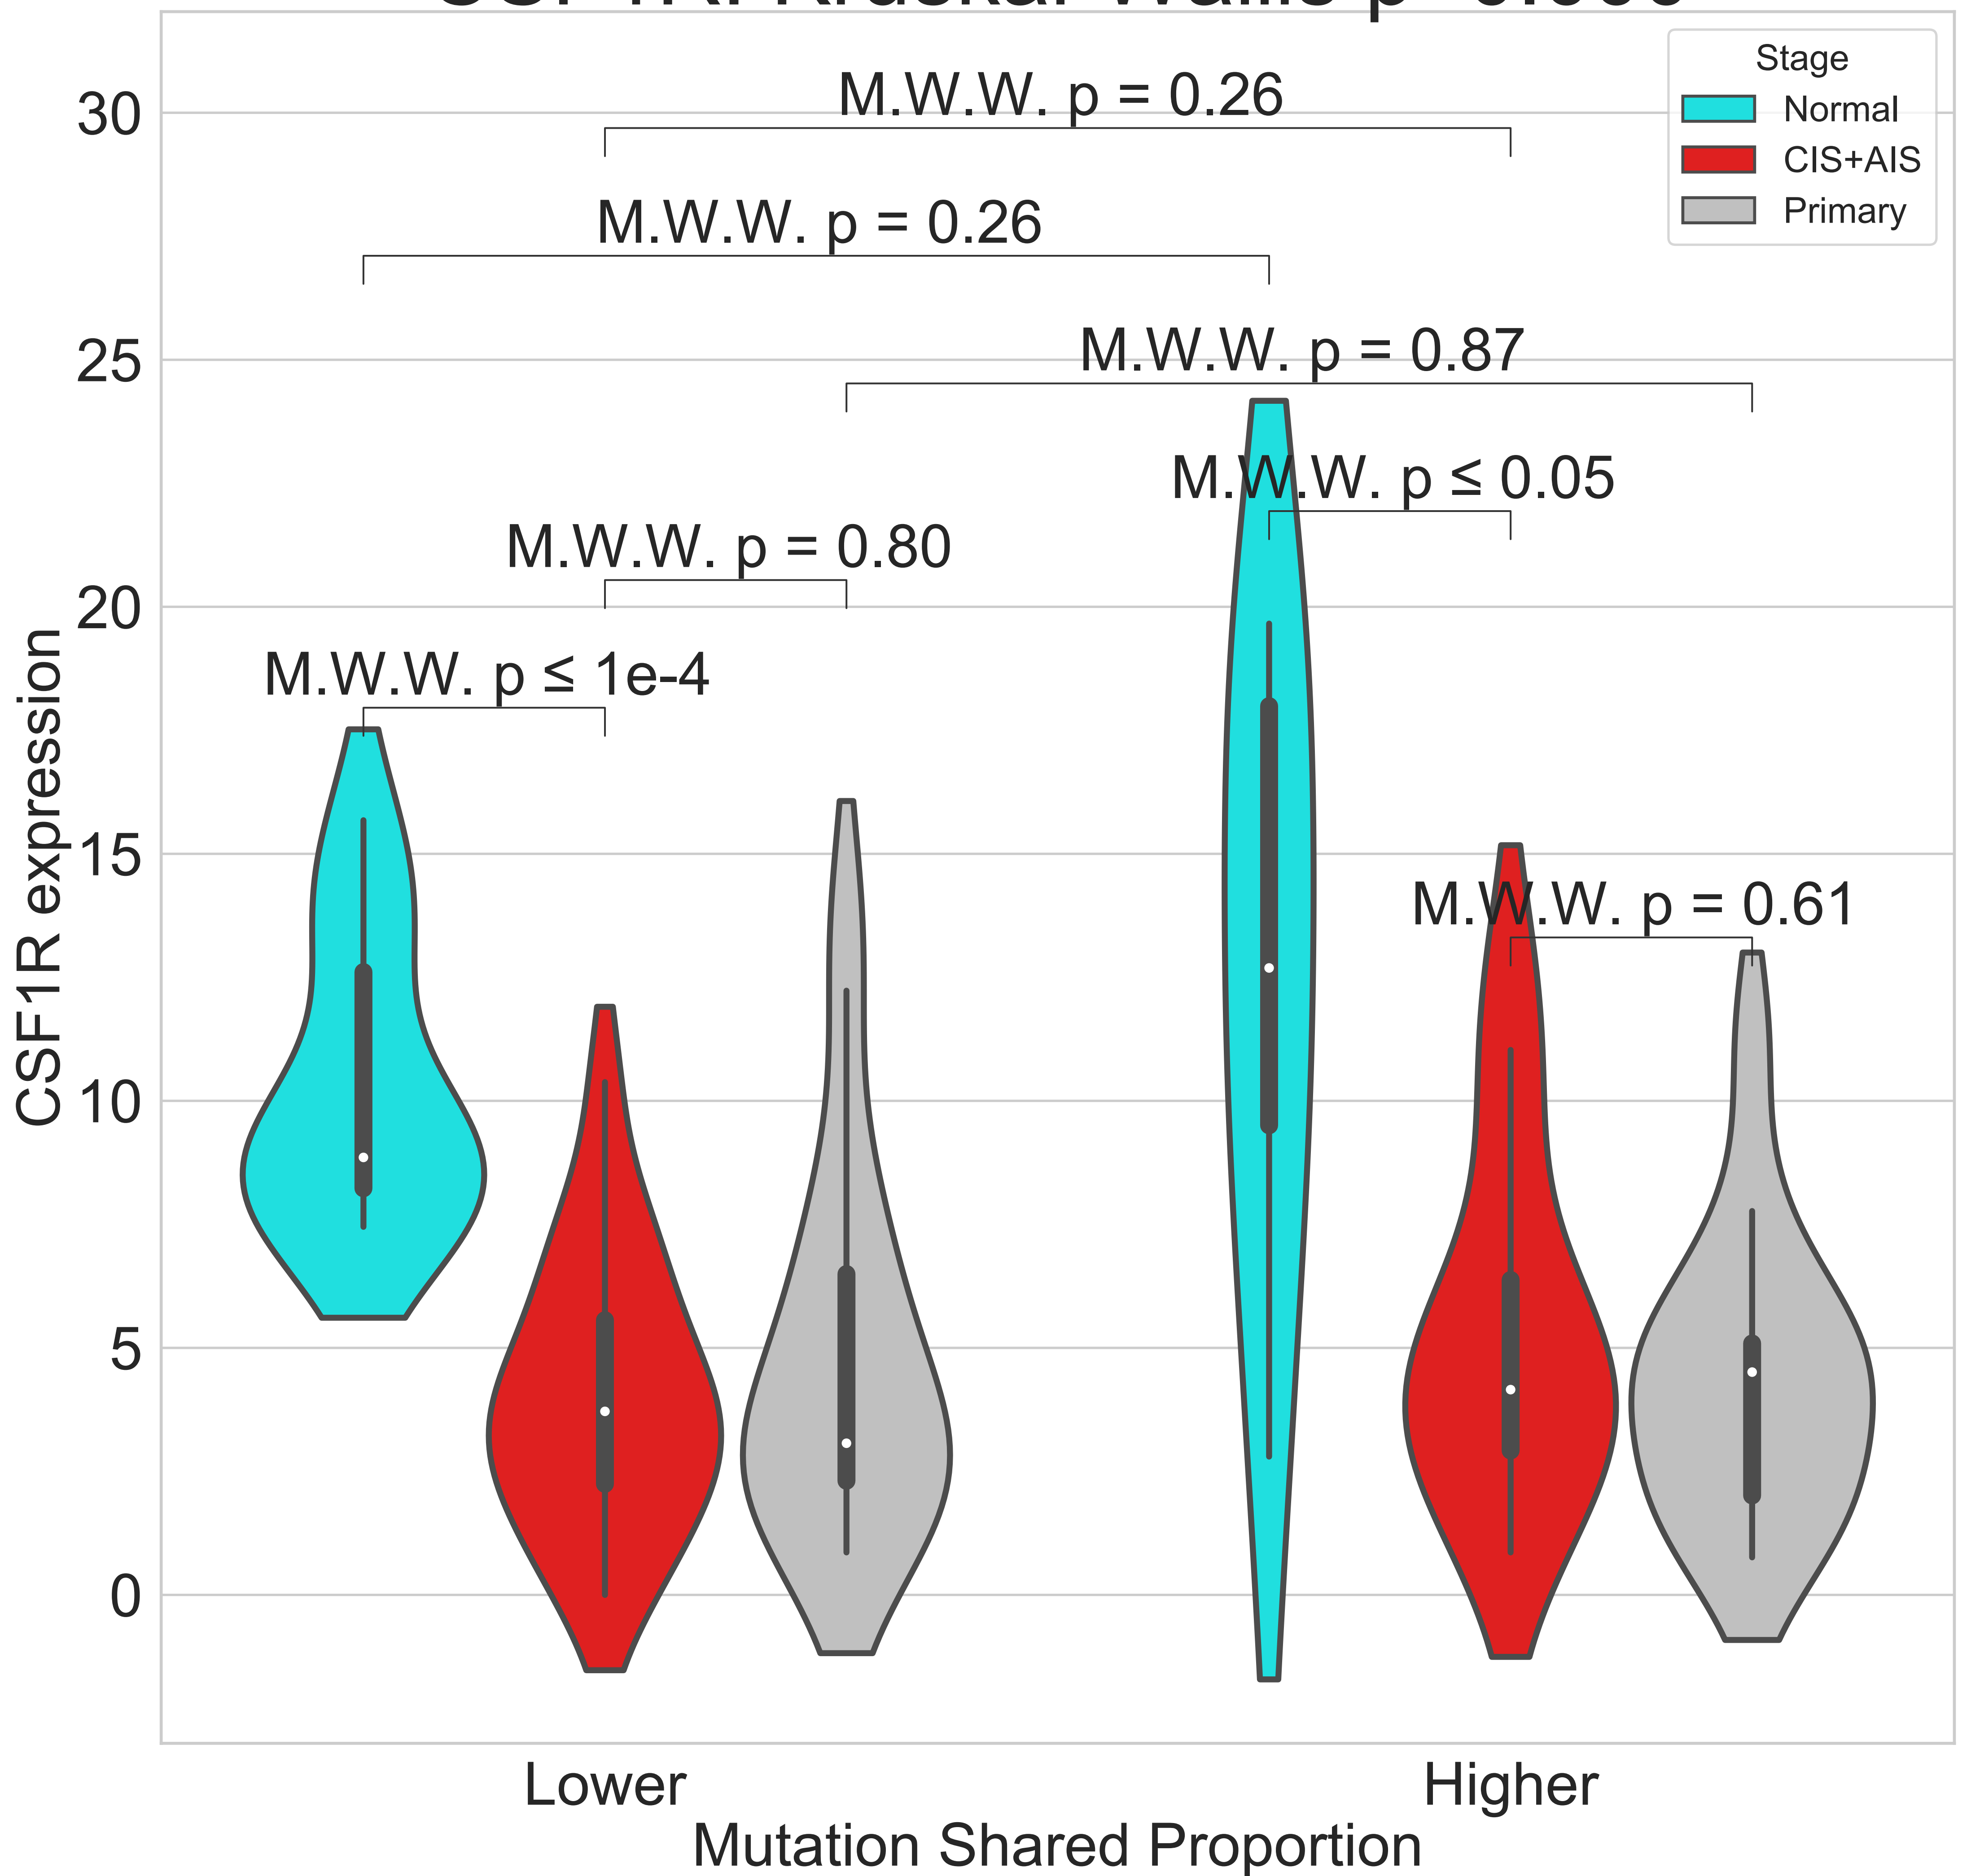 Stage
Normal
CIS+AIS
Primary
M.W.W. p = 0.26
M.W.W. p = 0.26
M.W.W. p = 0.87
M.W.W. p ≤ 0.05
M.W.W. p = 0.80
M.W.W. p ≤ 1e-4
M.W.W. p = 0.61
30
25
20
15
10
5
0
CSF1R expression
Lower
Higher
Mutation Shared Proportion